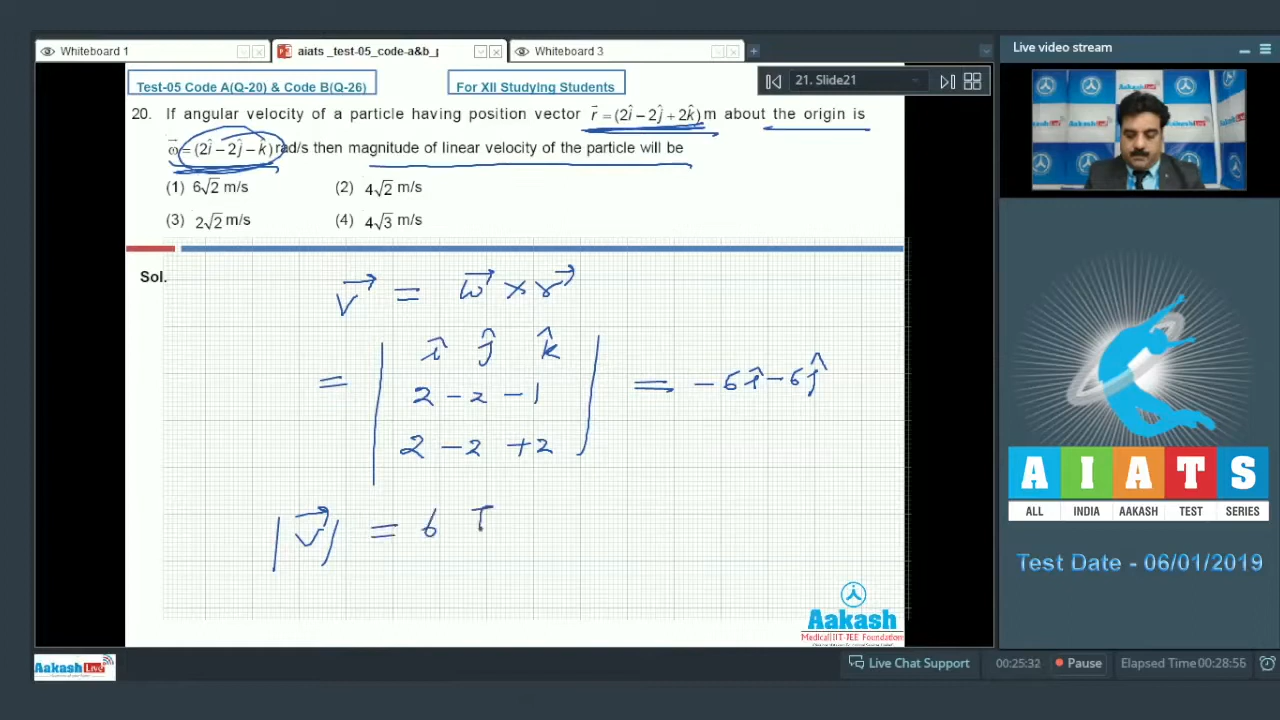 Whiteboard 1
aiats _test-05_code-a&b_p
Whiteboard 3
Live video stream
Test-05 Code A(Q-20) & Code B(Q-26)
For XII Studying Students
21. Slide21
20. If angular velocity of a particle having position vector r⃗ = (2î − 2ĵ + 2k̂) m about the origin is
ω⃗ = (2î − 2ĵ − k̂) rad/s then magnitude of linear velocity of the particle will be
(1) 6√2 m/s (2) 4√2 m/s
(3) 2√2 m/s (4) 4√3 m/s
Sol.
v⃗ = ω⃗ × r⃗
= | î ĵ k̂
2 −2 −1
2 −2 +2 | = −6î − 6ĵ
|v⃗| = 6
A I A T S
ALL INDIA AAKASH TEST SERIES
Test Date - 06/01/2019
Aakash
Medical|IIT-JEE|Foundations
Aakash Live
Live Chat Support
00:25:32
Pause
Elapsed Time 00:28:56